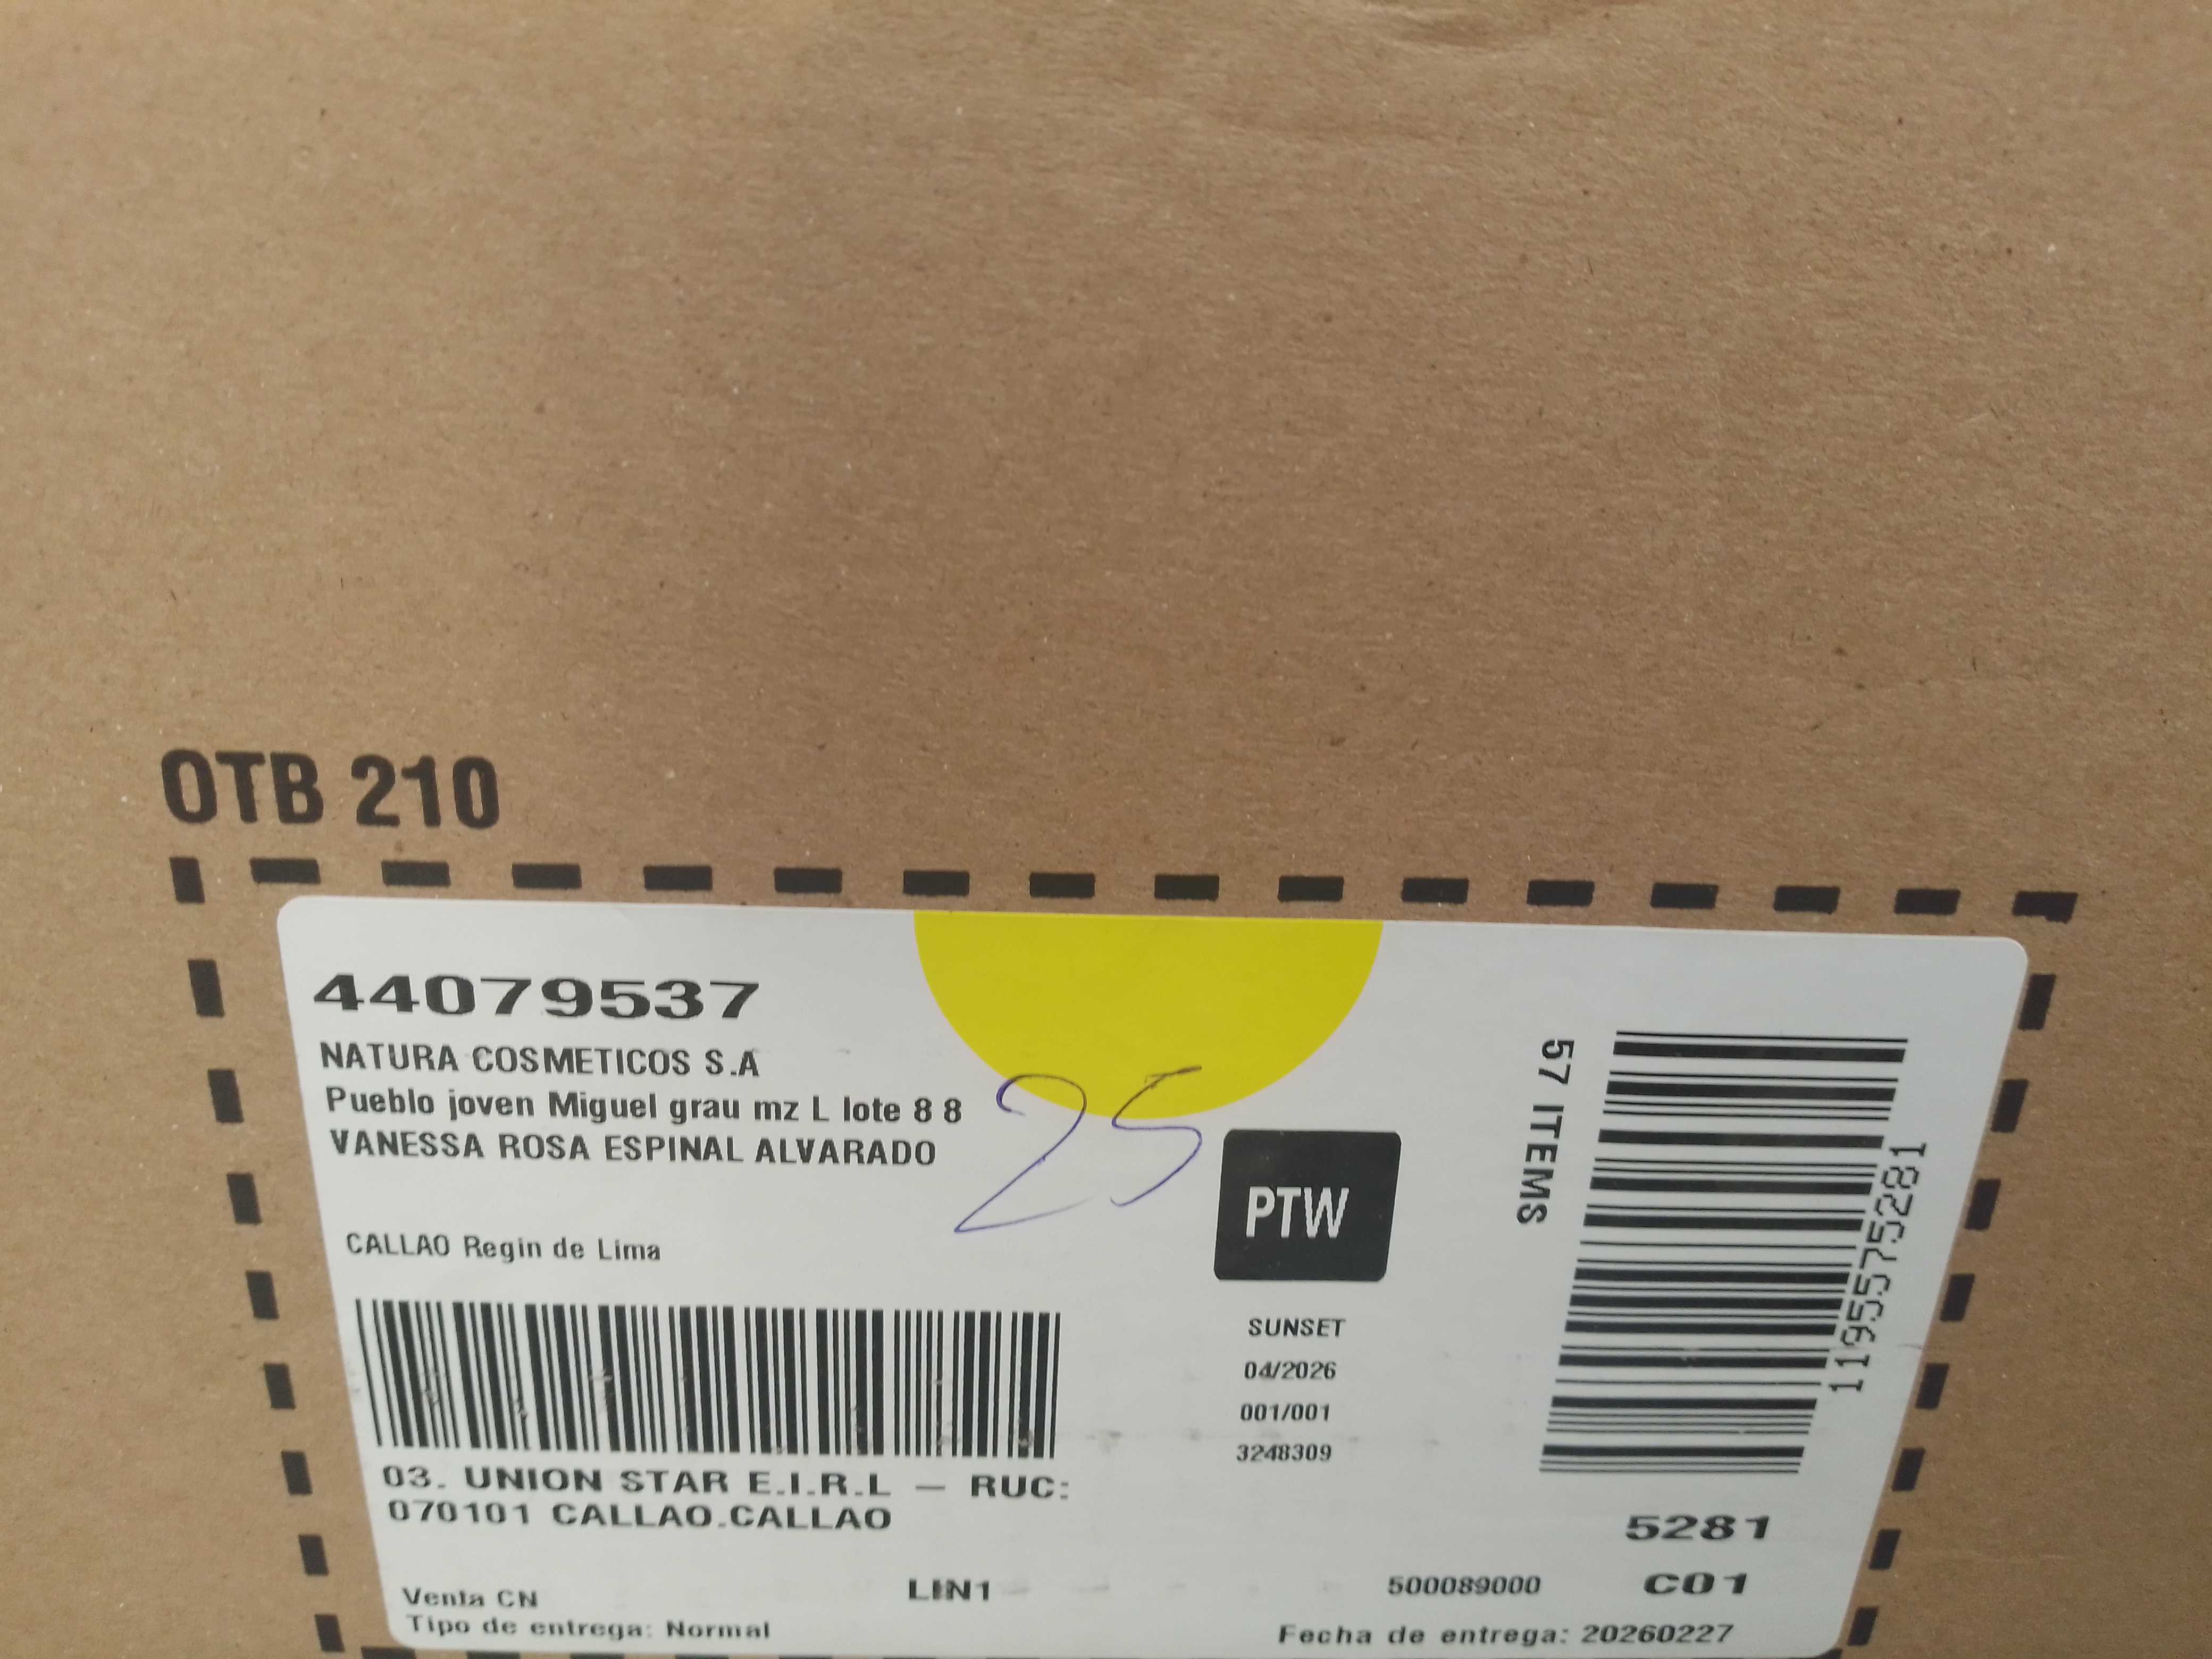 OTB 210
44079537
NATURA COSMETICOS S.A
Pueblo joven Miguel grau mz L lote 8 8
VANESSA ROSA ESPINAL ALVARADO
25
CALLAO Regin de Lima
PTW
SUNSET
04/2026
001/001
3248309
57 ITEMS
11955575281
03. UNION STAR E.I.R.L – RUC:
070101 CALLAO.CALLAO
5281
Venta CN
LIN1
500089000
C01
Tipo de entrega: Normal
Fecha de entrega: 20260227